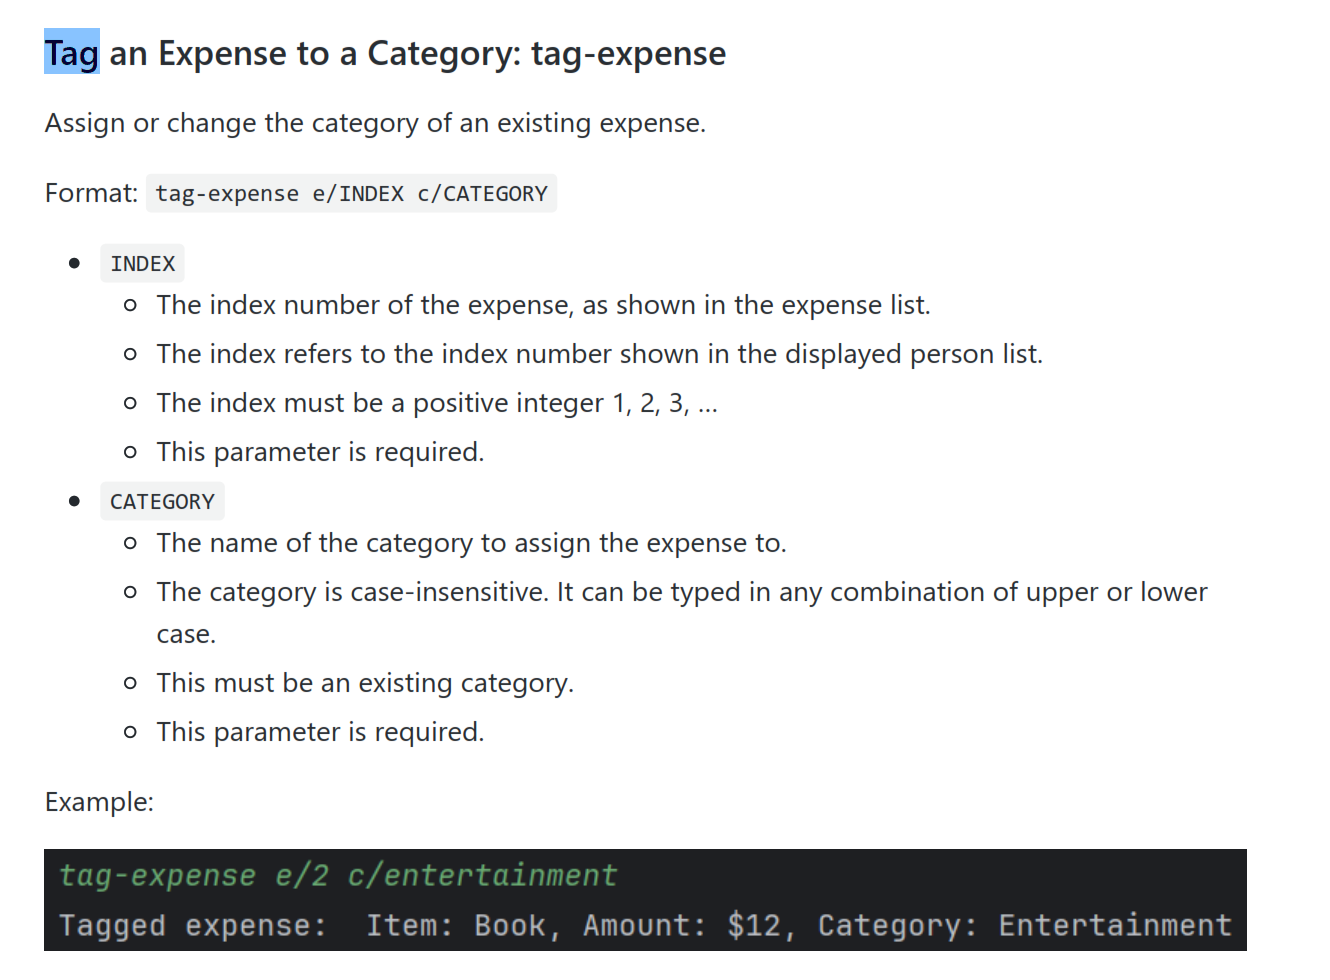 Tag an Expense to a Category: tag-expense
Assign or change the category of an existing expense.
Format: tag-expense e/INDEX c/CATEGORY
INDEX
The index number of the expense, as shown in the expense list.
The index refers to the index number shown in the displayed person list.
The index must be a positive integer 1, 2, 3, ...
This parameter is required.
CATEGORY
The name of the category to assign the expense to.
The category is case-insensitive. It can be typed in any combination of upper or lower
case.
This must be an existing category.
This parameter is required.
Example:
tag-expense e/2 c/entertainment
Tagged expense:  Item: Book, Amount: $12, Category: Entertainment